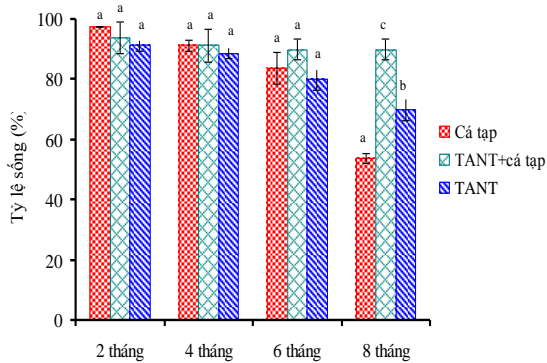 Tỷ lệ sống (%)
100
80
60
40
20
0
a a a
a a a
a a a
a c b
2 tháng 4 tháng 6 tháng 8 tháng
Cá tạp
TANT+cá tạp
TANT